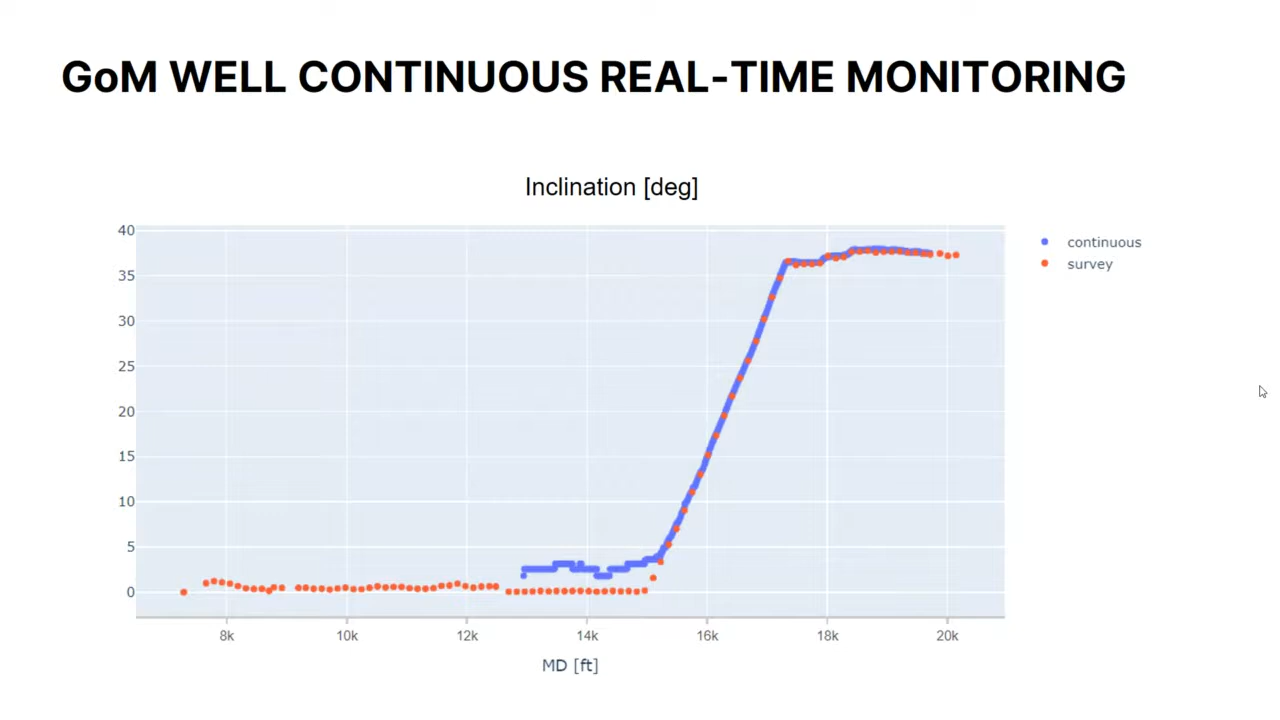 GoM WELL CONTINUOUS REAL-TIME MONITORING
Inclination [deg]
40
35
30
25
20
15
10
5
0
8k 10k 12k 14k 16k 18k 20k
MD [ft]
continuous
survey